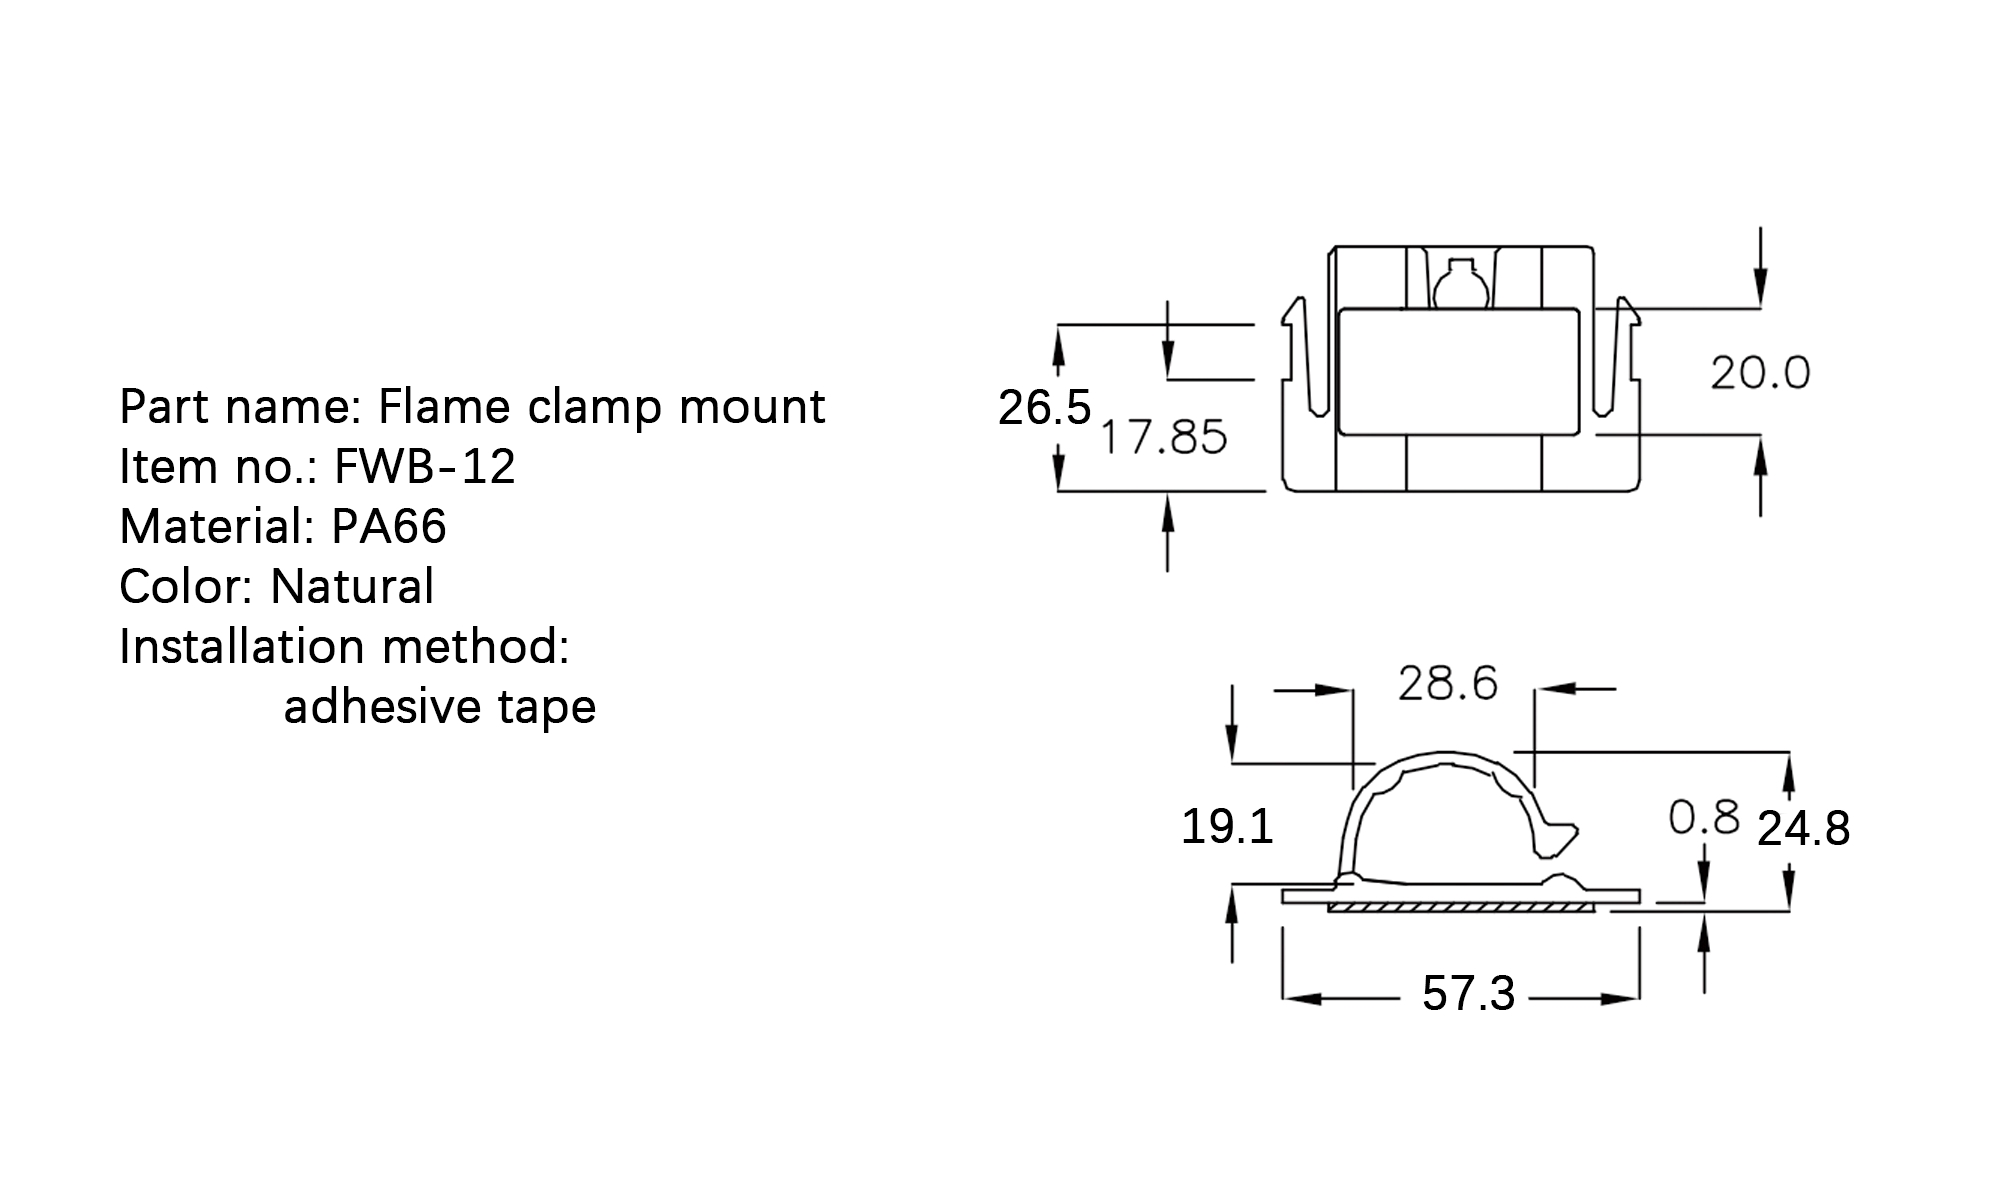 Part name: Flame clamp mount
Item no.: FWB-12
Material: PA66
Color: Natural
Installation method:
adhesive tape
20.0
26.5
17.85
28.6
19.1
0.8
24.8
57.3